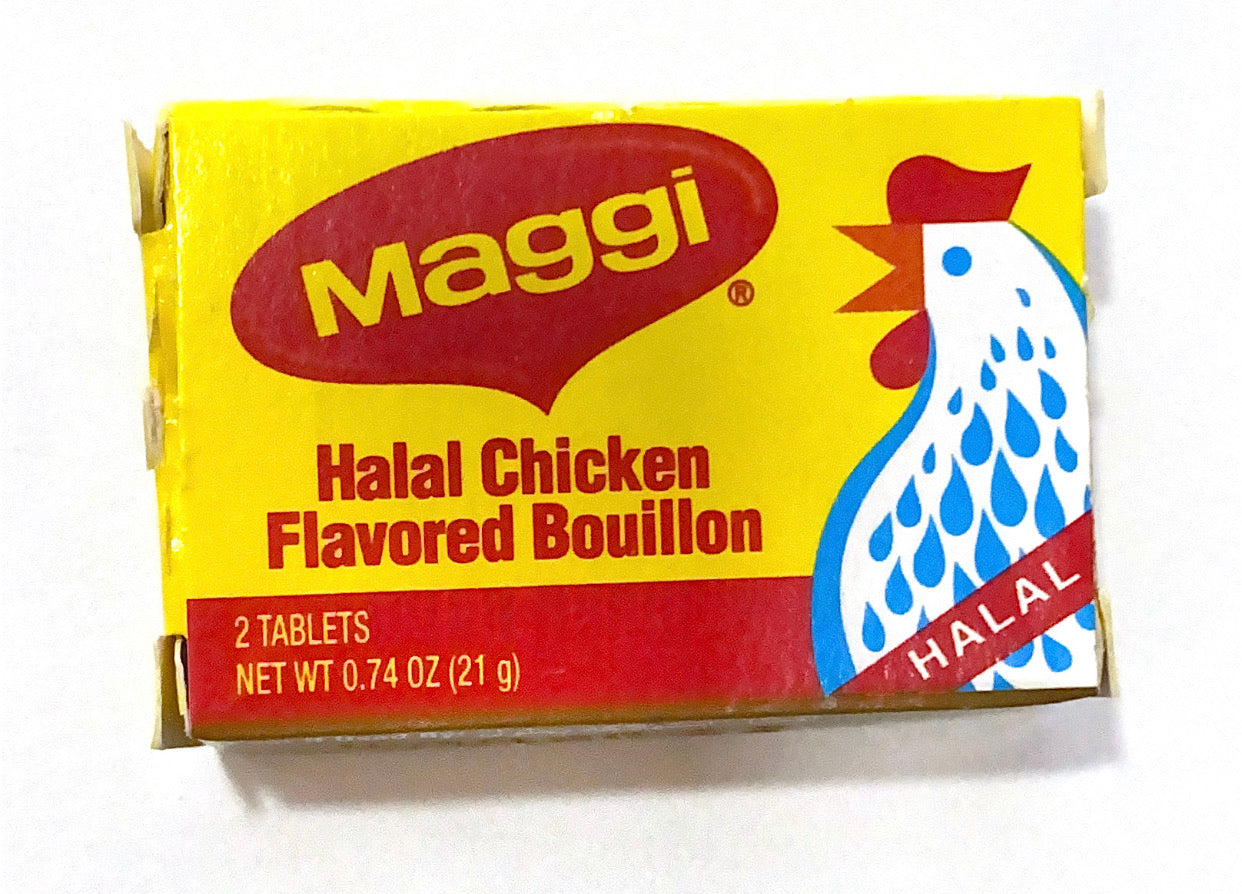 Maggi
®
Halal Chicken
Flavored Bouillon
2 TABLETS
NET WT 0.74 OZ (21 g)
HALAL